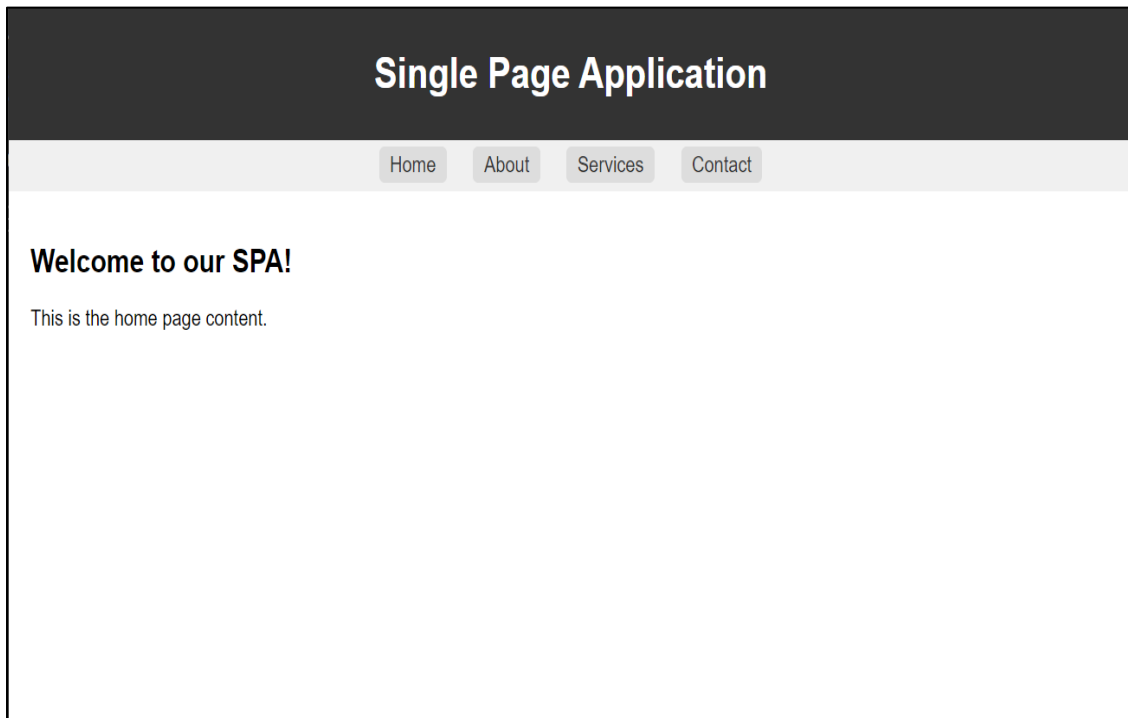 Single Page Application
Home About Services Contact
Welcome to our SPA!
This is the home page content.